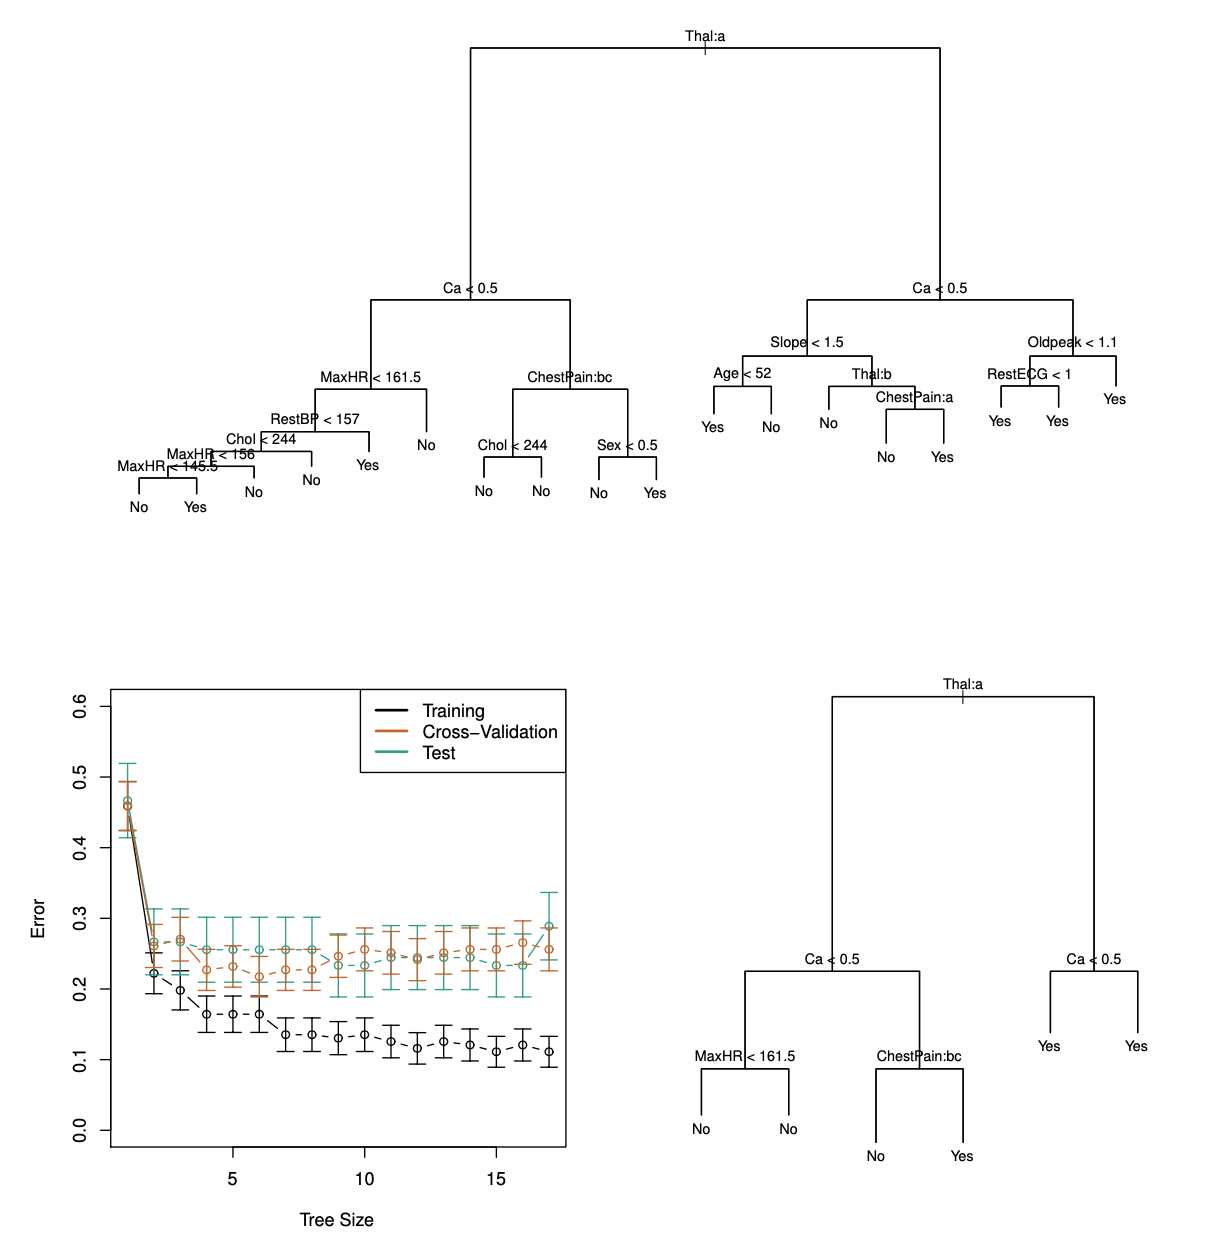 Thal:a
Ca < 0.5
Ca < 0.5
Slope < 1.5
Oldpeak < 1.1
MaxHR < 161.5
ChestPain:bc
Age < 52
Thal:b
RestECG < 1
ChestPain:a
Yes
RestBP < 157
Yes
No
No
Yes
Yes
Chol < 244
No
Chol < 244
Sex < 0.5
MaxHR < 156
No
Yes
MaxHR < 145.5
Yes
No
No
No
No
No
Yes
No
Yes
Training
Cross−Validation
Test
0.6
0.5
0.4
0.3
0.2
0.1
0.0
Error
5
10
15
Tree Size
Thal:a
Ca < 0.5
Ca < 0.5
Yes
Yes
MaxHR < 161.5
ChestPain:bc
No
No
No
Yes